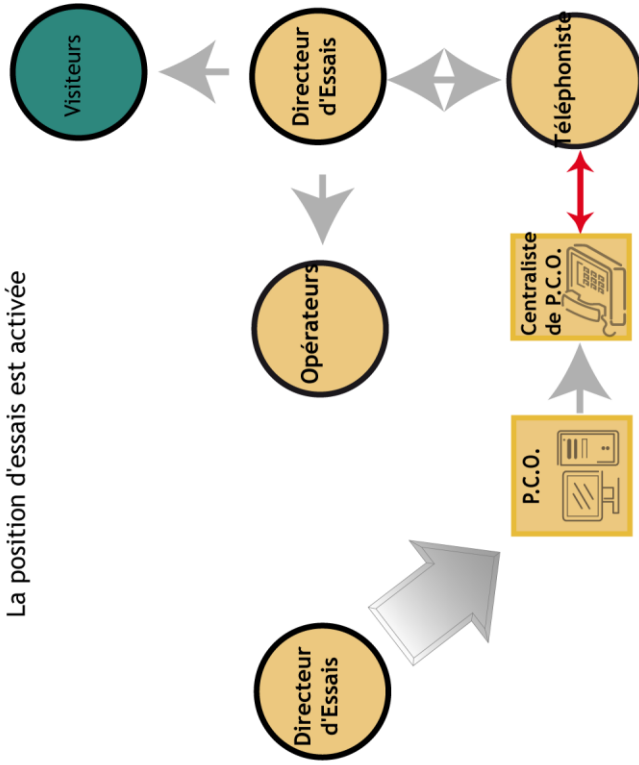 La position d'essais est activée
Directeur
d'Essais
P.C.O.
Centraliste
de P.C.O.
Téléphoniste
Opérateurs
Directeur
d'Essais
Visiteurs